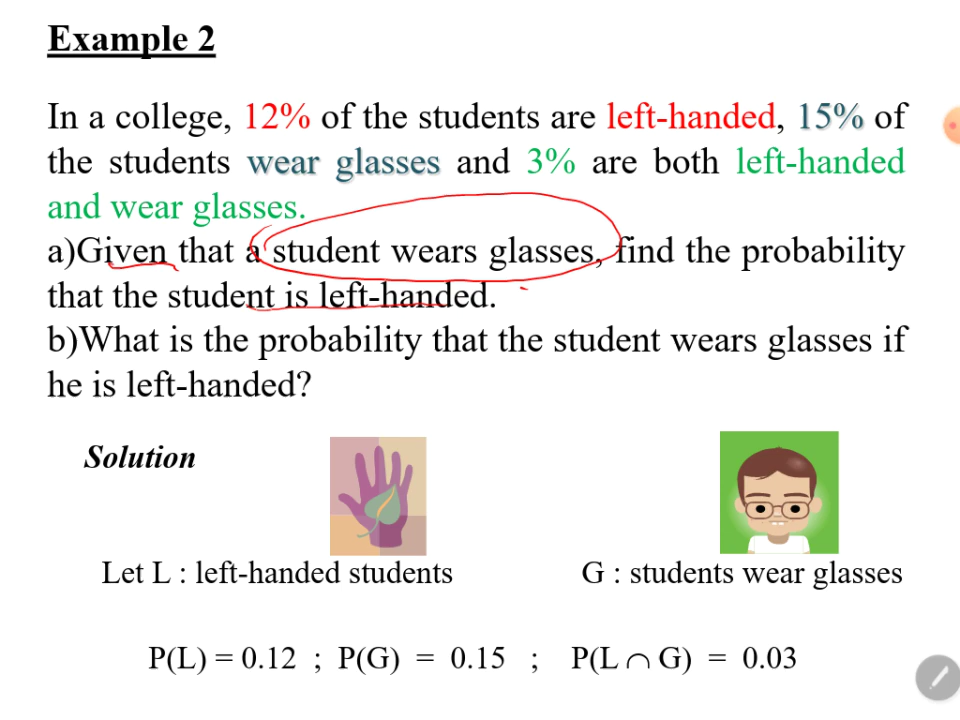 Example 2
In a college, 12% of the students are left-handed, 15% of
the students wear glasses and 3% are both left-handed
and wear glasses.
a)Given that a student wears glasses, find the probability
that the student is left-handed.
b)What is the probability that the student wears glasses if
he is left-handed?
Solution
Let L : left-handed students G : students wear glasses
P(L) = 0.12 ; P(G) = 0.15 ; P(L ∩ G) = 0.03